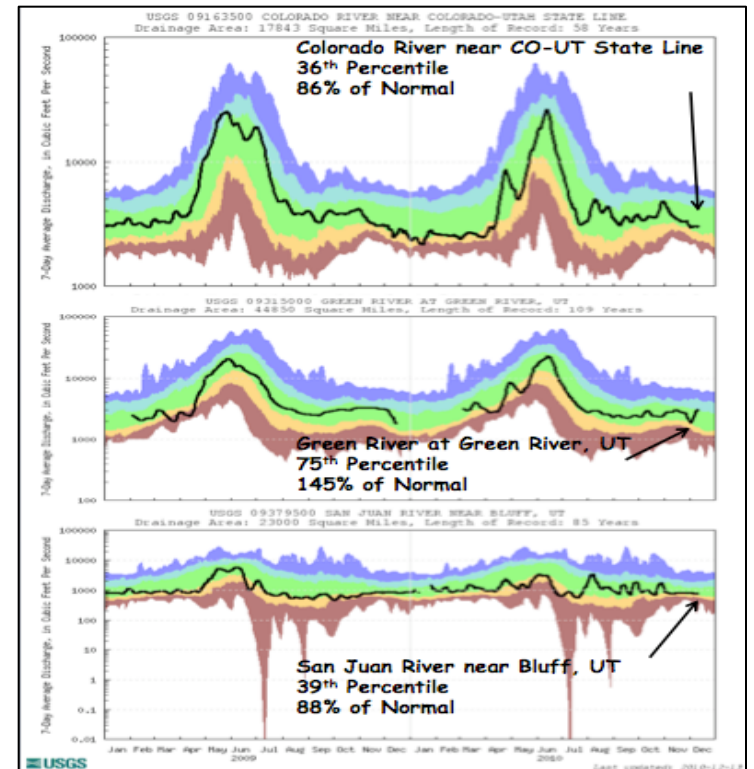 USGS 09163500 COLORADO RIVER NEAR COLORADO-UTAH STATE LINE
Drainage Area: 17843 Square Miles, Length of Record: 58 Years
7-Day Average Discharge, in Cubic Feet Per Second
100000
10000
1000
Colorado River near CO-UT State Line
36th Percentile
86% of Normal
USGS 09315000 GREEN RIVER AT GREEN RIVER, UT
Drainage Area: 44850 Square Miles, Length of Record: 109 Years
7-Day Average Discharge, in Cubic Feet Per Second
100000
10000
1000
100
Green River at Green River, UT
75th Percentile
145% of Normal
USGS 09379500 SAN JUAN RIVER NEAR BLUFF, UT
Drainage Area: 23000 Square Miles, Length of Record: 85 Years
7-Day Average Discharge, in Cubic Feet Per Second
100000
10000
1000
100
10
1
0.1
0.01
San Juan River near Bluff, UT
39th Percentile
88% of Normal
Jan Feb Mar Apr May Jun Jul Aug Sep Oct Nov Dec Jan Feb Mar Apr May Jun Jul Aug Sep Oct Nov Dec
2009 2010
USGS
Last updated: 2010-12-13